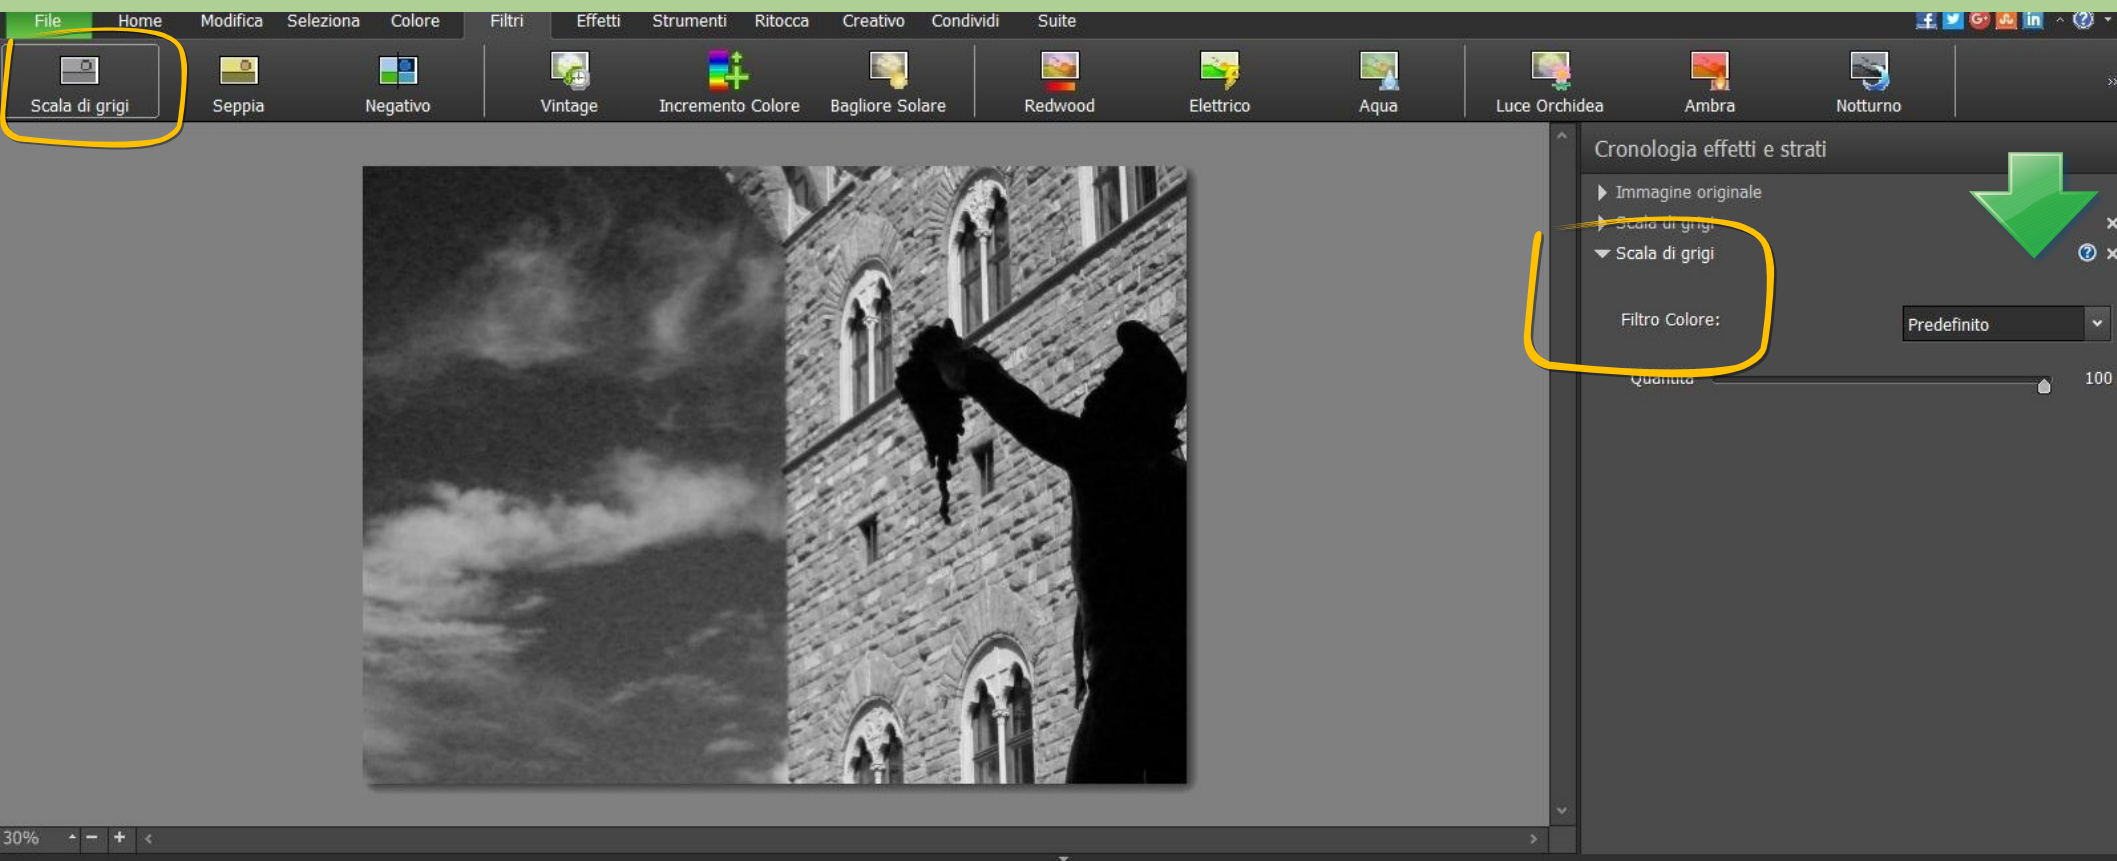 File Home Modifica Seleziona Colore Filtri Effetti Strumenti Ritocca Creativo Condividi Suite
Scala di grigi Seppia Negativo Vintage Incremento Colore Bagliore Solare Redwood Elettrico Aqua Luce Orchidea Ambra Notturno
Cronologia effetti e strati
Immagine originale
Scala di grigi
Scala di grigi
Filtro Colore: Predefinito
Quantità 100
30%